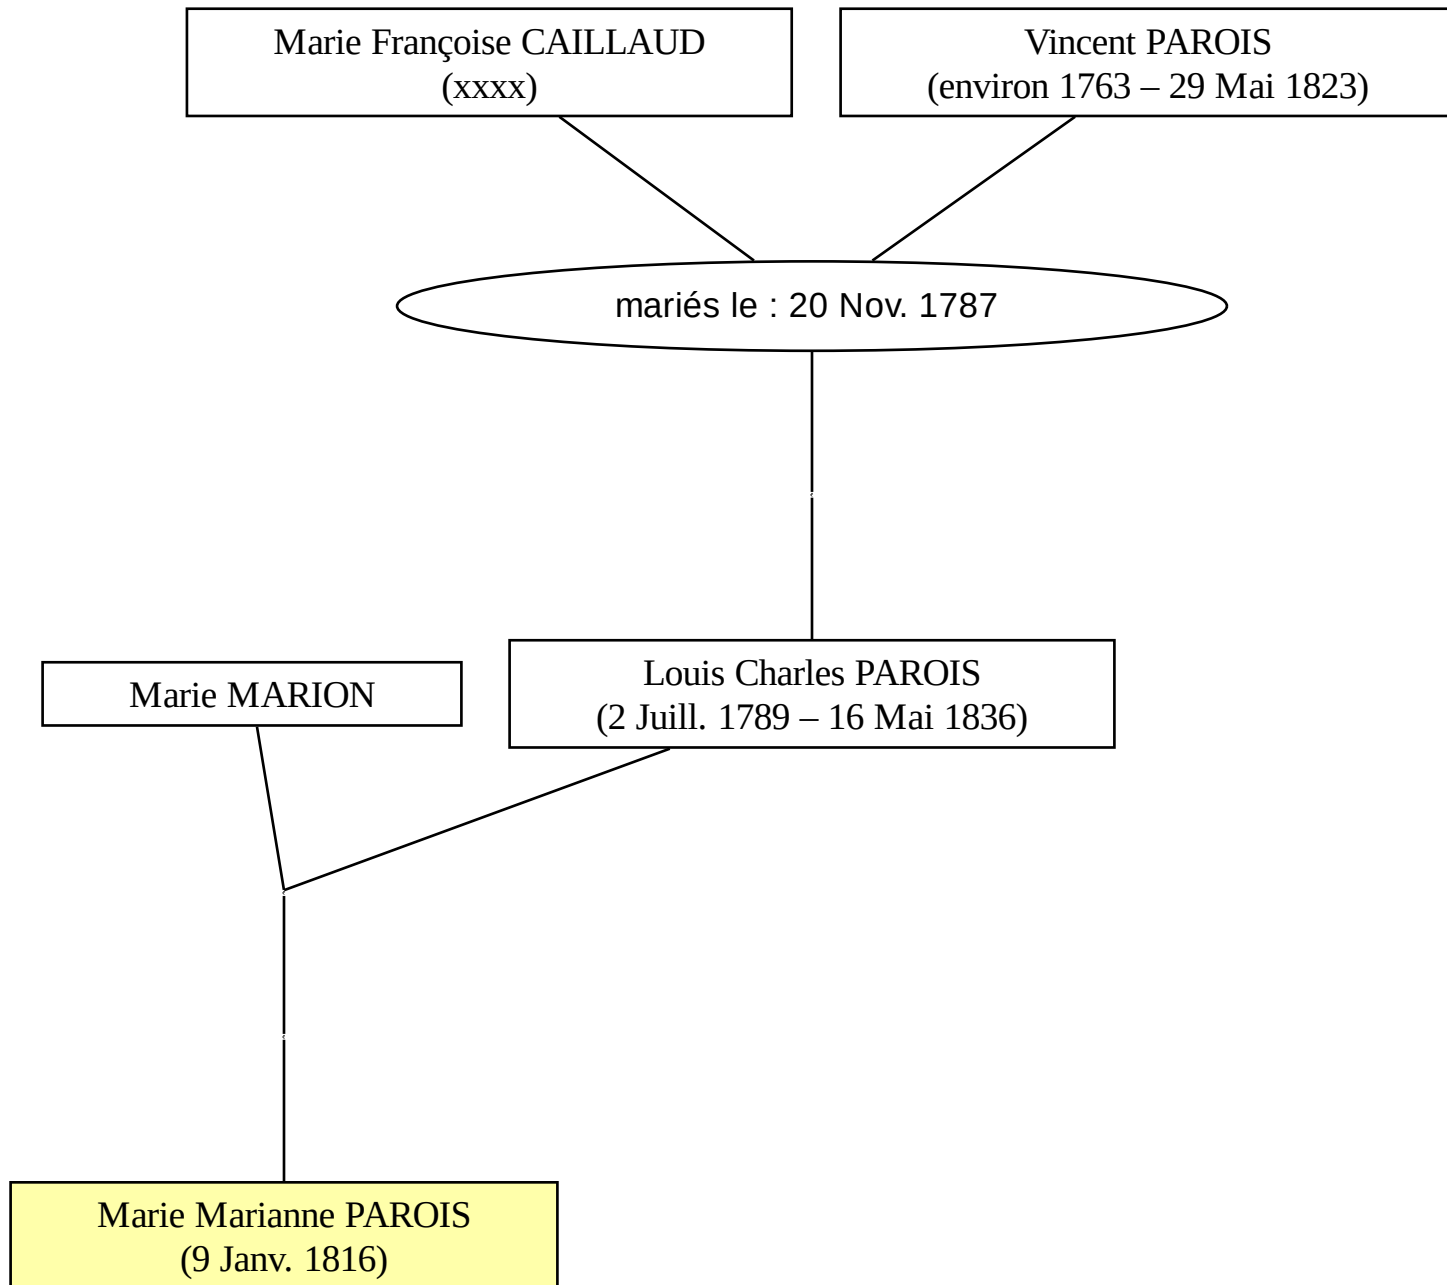 Marie Françoise CAILLAUD
(xxxx)
Vincent PAROIS
(environ 1763 – 29 Mai 1823)
mariés le : 20 Nov. 1787
Marie MARION
Louis Charles PAROIS
(2 Juill. 1789 – 16 Mai 1836)
Marie Marianne PAROIS
(9 Janv. 1816)